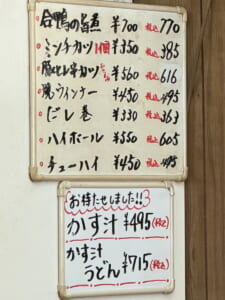 合鴨の旨煮 ¥700 税込 770
ミンチカツ 1個 ¥350 税込 385
豚ヒレ串カツ ¥560 税込 616
ウィンナー ¥450 税込 495
だし巻 ¥330 税込 363
ハイボール ¥550 税込 605
チューハイ ¥450 税込 495
お待たせしました!!
かす汁 ¥495 (税込)
かす汁
うどん ¥715 (税込)